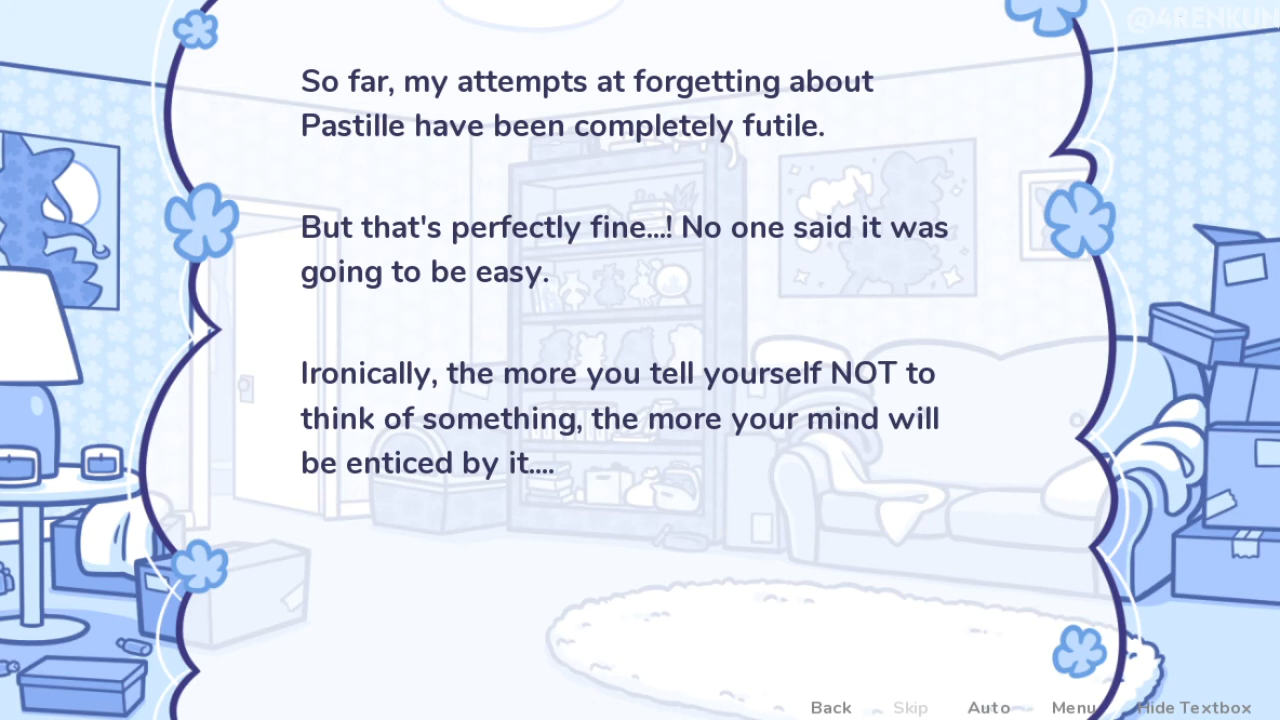 @4RENKUN
So far, my attempts at forgetting about
Pastille have been completely futile.
But that's perfectly fine...! No one said it was
going to be easy.
Ironically, the more you tell yourself NOT to
think of something, the more your mind will
be enticed by it....
Back Skip Auto Menu Hide Textbox